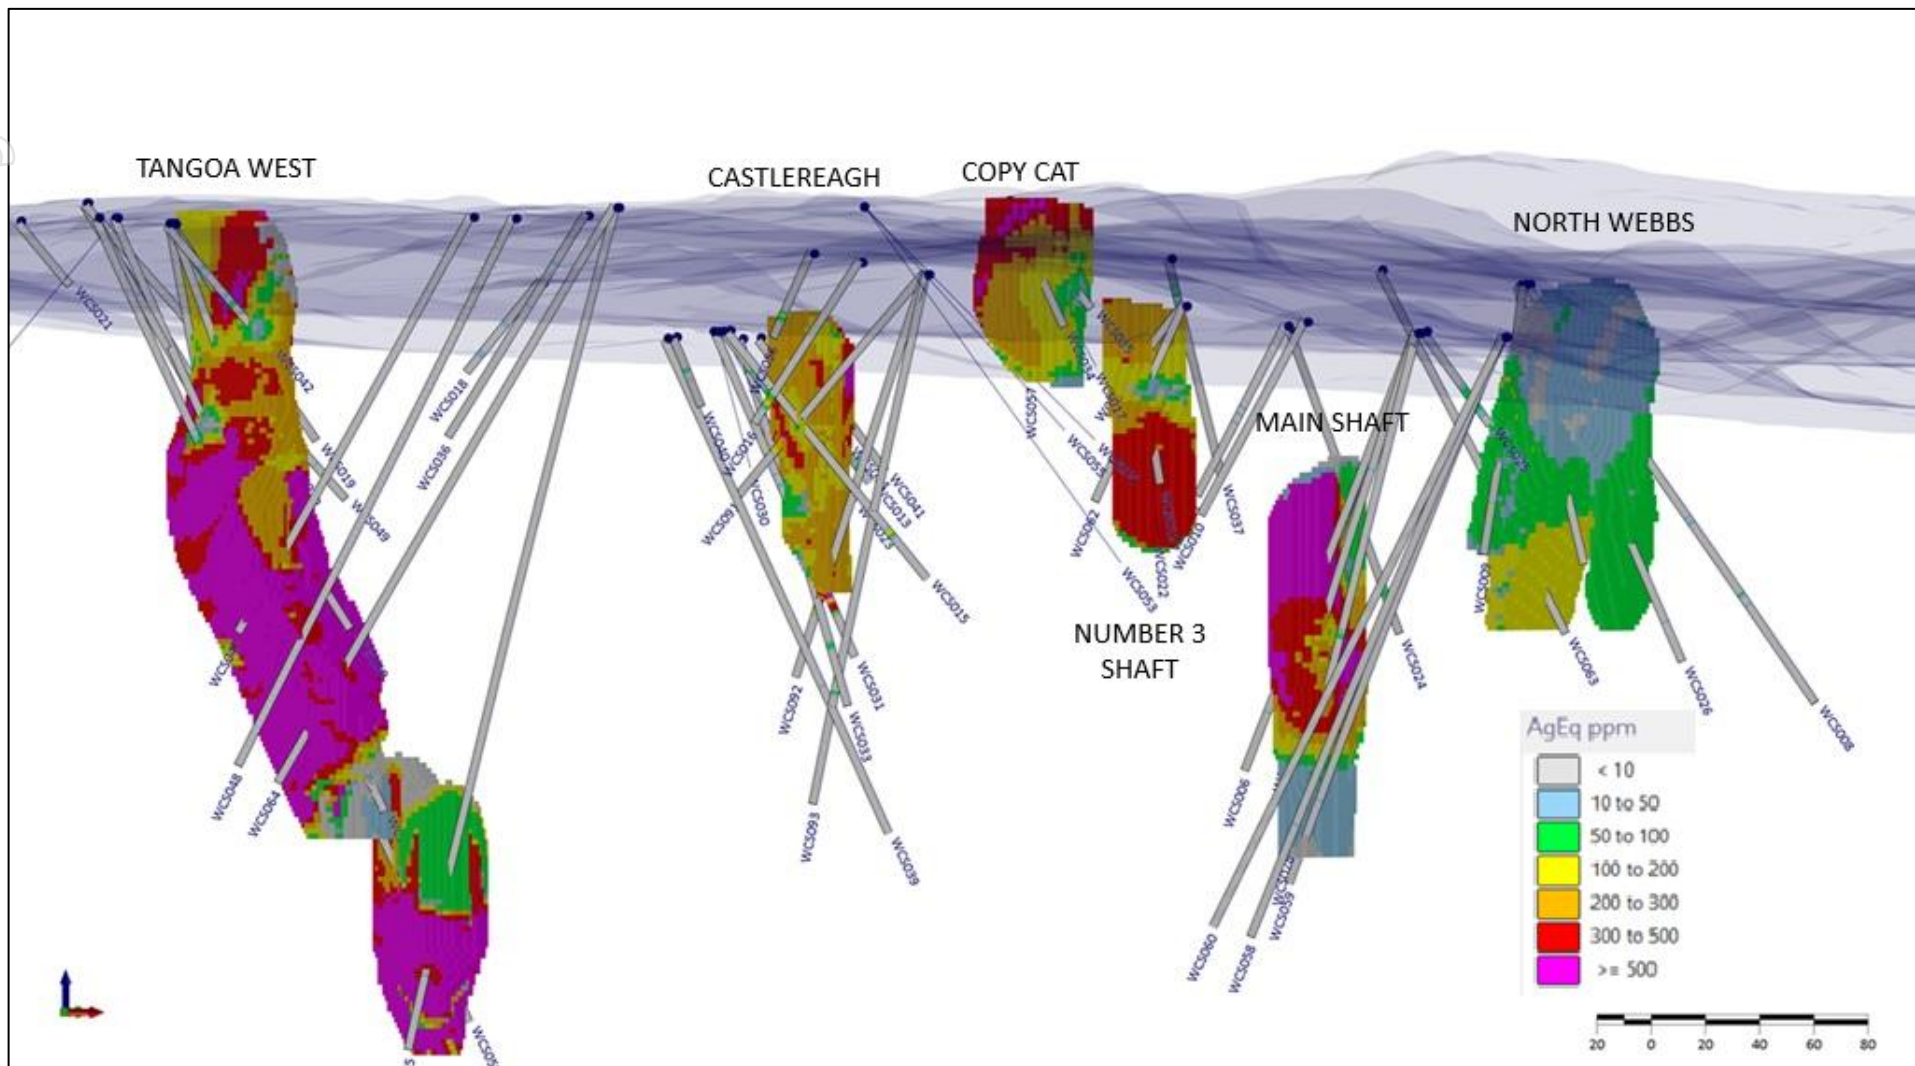 TANGOA WEST
CASTLEREAGH
COPY CAT
NORTH WEBBS
MAIN SHAFT
NUMBER 3
SHAFT
WCS021
WCS018
WCS036
WCS019
WCS049
WCS048
WCS064
WCS016
WCS030
WCS041
WCS013
WCS023
WCS015
WCS092
WCS031
WCS033
WCS093
WCS039
WCS057
WCS055
WCS053
WCS062
WCS022
WCS010
WCS037
WCS024
WCS006
WCS060
WCS058
WCS059
WCS009
WCS063
WCS026
WCS008
AgEq ppm
< 10
10 to 50
50 to 100
100 to 200
200 to 300
300 to 500
>= 500
20 0 20 40 60 80